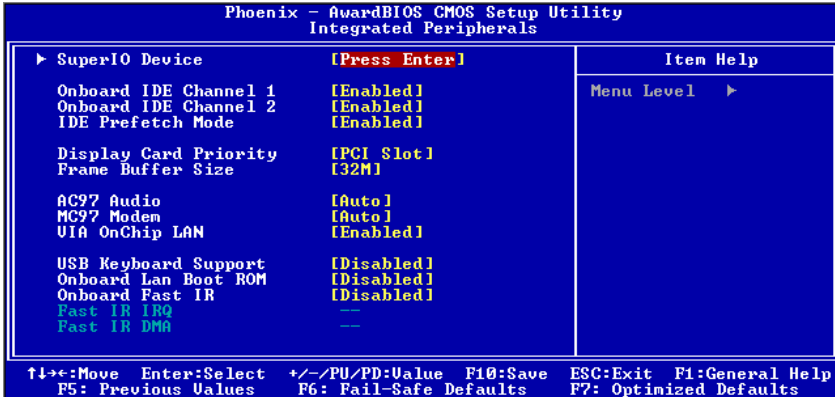 Phoenix - AwardBIOS CMOS Setup Utility
Integrated Peripherals
▶ SuperIO Device [Press Enter]
Onboard IDE Channel 1 [Enabled]
Onboard IDE Channel 2 [Enabled]
IDE Prefetch Mode [Enabled]
Display Card Priority [PCI Slot]
Frame Buffer Size [32M]
AC97 Audio [Auto]
MC97 Modem [Auto]
VIA OnChip LAN [Enabled]
USB Keyboard Support [Disabled]
Onboard Lan Boot ROM [Disabled]
Onboard Fast IR [Disabled]
Fast IR IRQ --
Fast IR DMA --
Item Help
Menu Level ▶
↑↓→←:Move Enter:Select +/-/PU/PD:Value F10:Save ESC:Exit F1:General Help
F5: Previous Values F6: Fail-Safe Defaults F7: Optimized Defaults